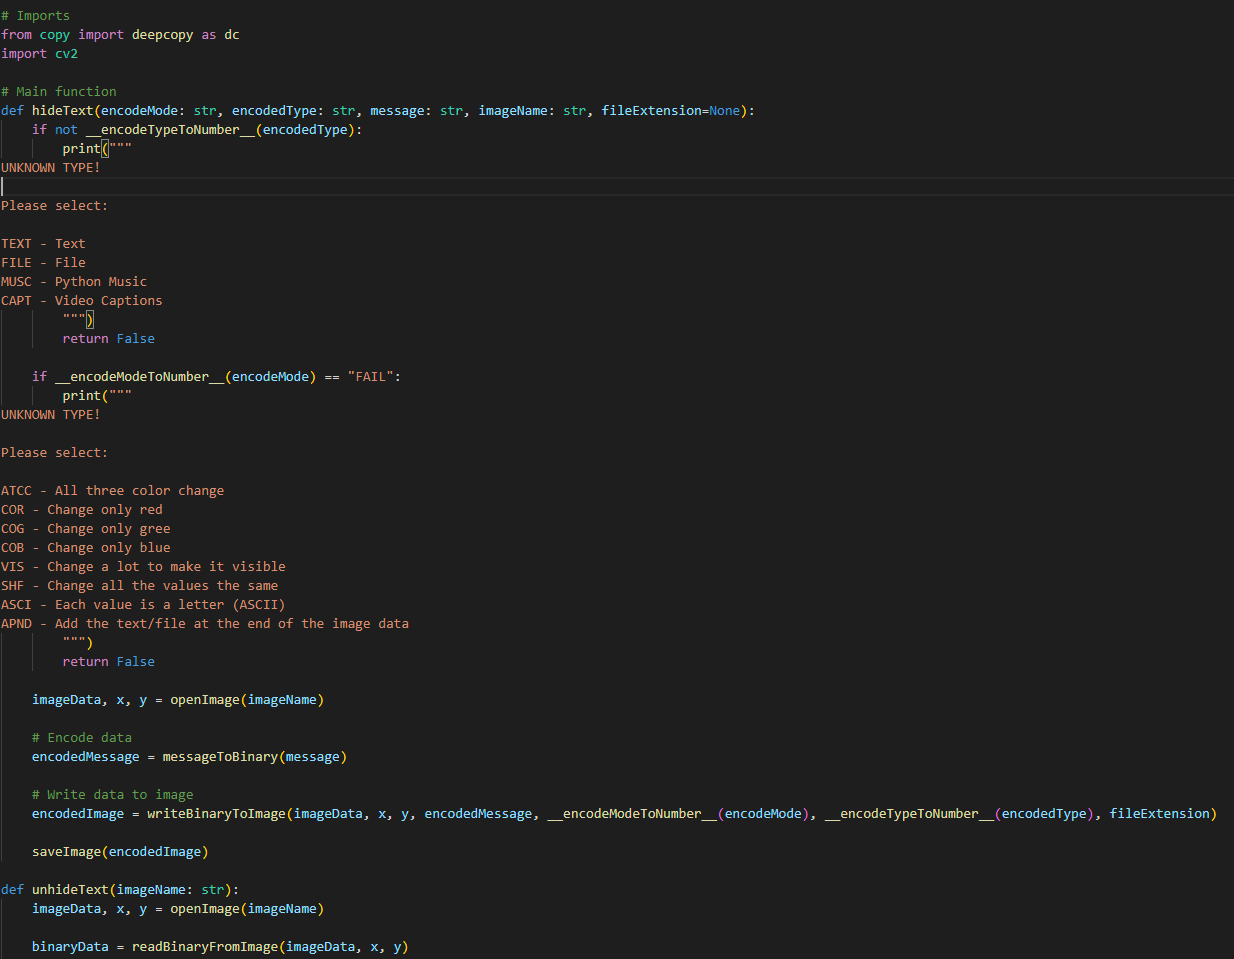 # Imports
from copy import deepcopy as dc
import cv2
# Main function
def hideText(encodeMode: str, encodedType: str, message: str, imageName: str, fileExtension=None):
    if not __encodeTypeToNumber__(encodedType):
        print("""
UNKNOWN TYPE!
Please select:
TEXT - Text
FILE - File
MUSC - Python Music
CAPT - Video Captions
        """)
        return False
    if __encodeModeToNumber__(encodeMode) == "FAIL":
        print("""
UNKNOWN TYPE!
Please select:
ATCC - All three color change
COR - Change only red
COG - Change only gree
COB - Change only blue
VIS - Change a lot to make it visible
SHF - Change all the values the same
ASCI - Each value is a letter (ASCII)
APND - Add the text/file at the end of the image data
        """)
        return False
    imageData, x, y = openImage(imageName)
    # Encode data
    encodedMessage = messageToBinary(message)
    # Write data to image
    encodedImage = writeBinaryToImage(imageData, x, y, encodedMessage, __encodeModeToNumber__(encodeMode), __encodeTypeToNumber__(encodedType), fileExtension)
    saveImage(encodedImage)
def unhideText(imageName: str):
    imageData, x, y = openImage(imageName)
    binaryData = readBinaryFromImage(imageData, x, y)